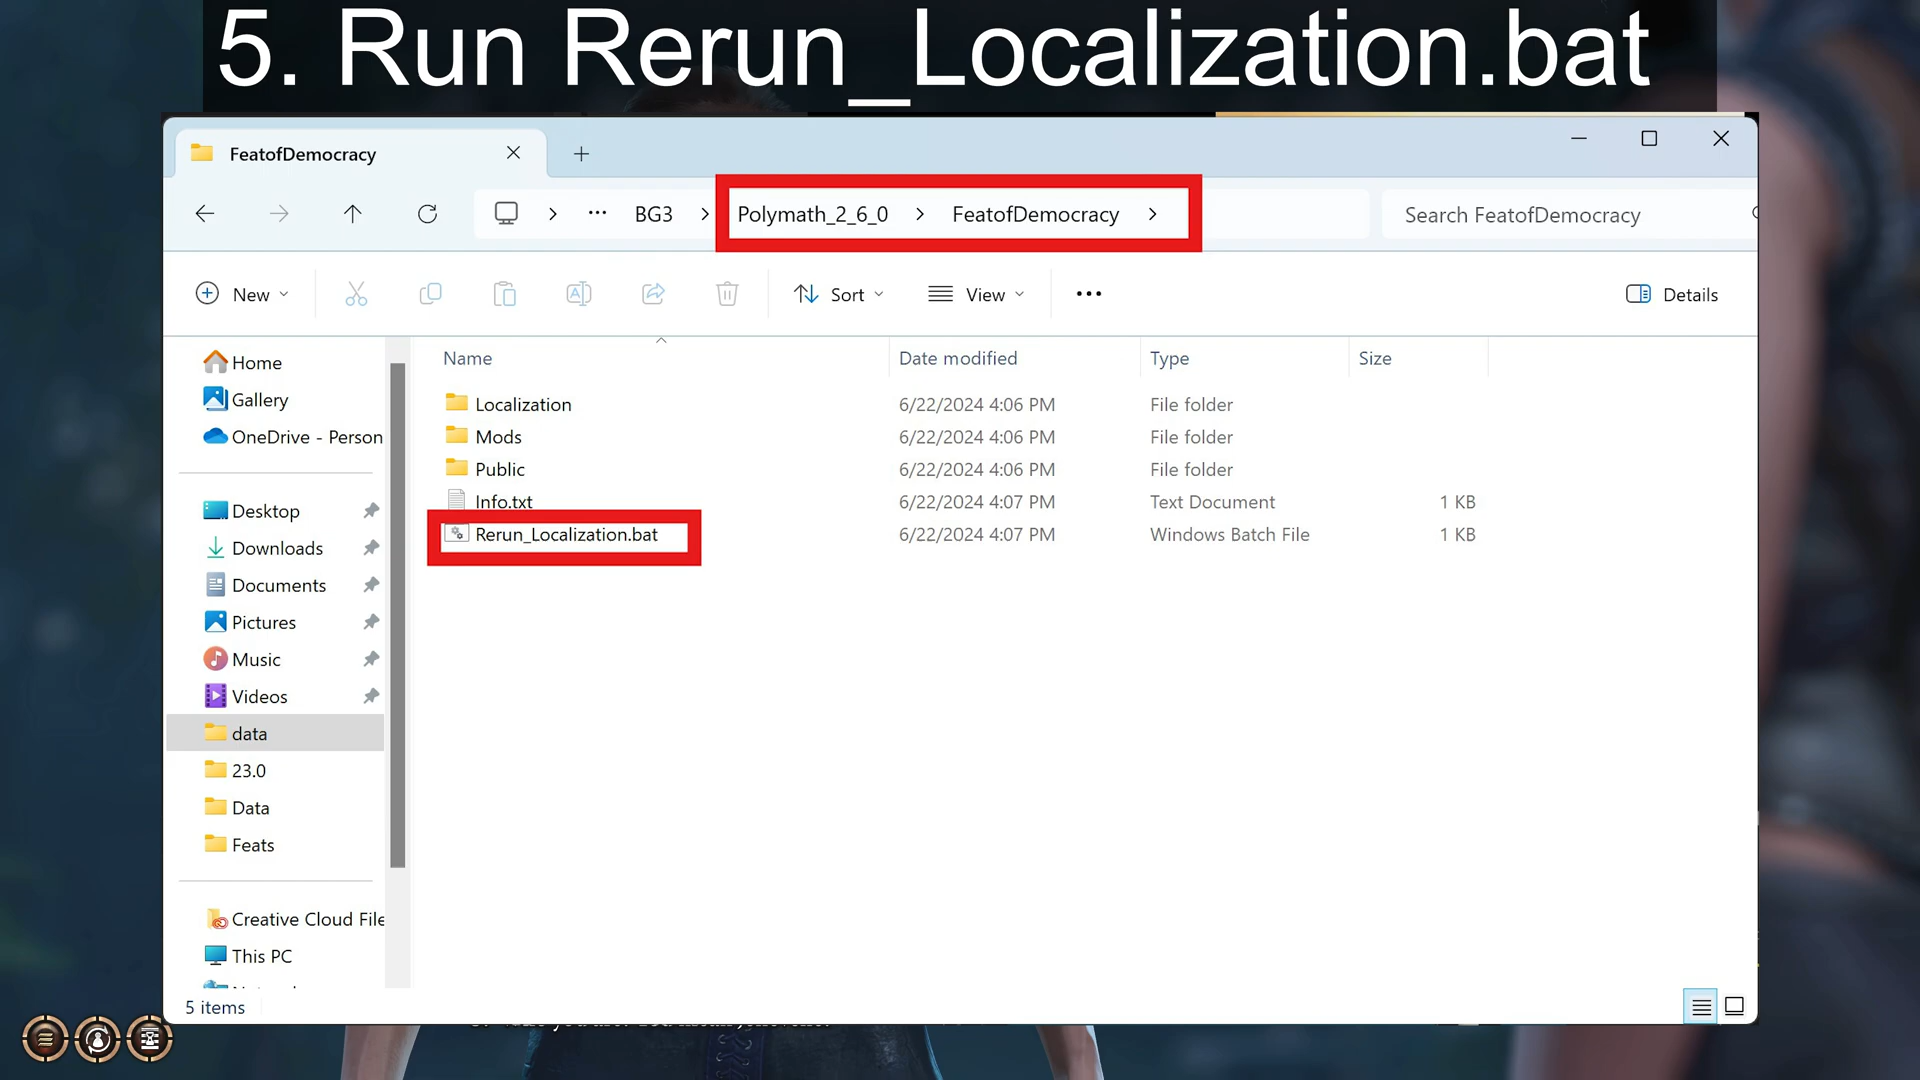 5. Run Rerun_Localization.bat
FeatofDemocracy
BG3 Polymath_2_6_0 FeatofDemocracy
Search FeatofDemocracy
New Sort View Details
Name Date modified Type Size
Localization 6/22/2024 4:06 PM File folder
Mods 6/22/2024 4:06 PM File folder
Public 6/22/2024 4:06 PM File folder
Info.txt 6/22/2024 4:07 PM Text Document 1 KB
Rerun_Localization.bat 6/22/2024 4:07 PM Windows Batch File 1 KB
Home
Gallery
OneDrive - Person
Desktop
Downloads
Documents
Pictures
Music
Videos
data
23.0
Data
Feats
Creative Cloud File
This PC
5 items